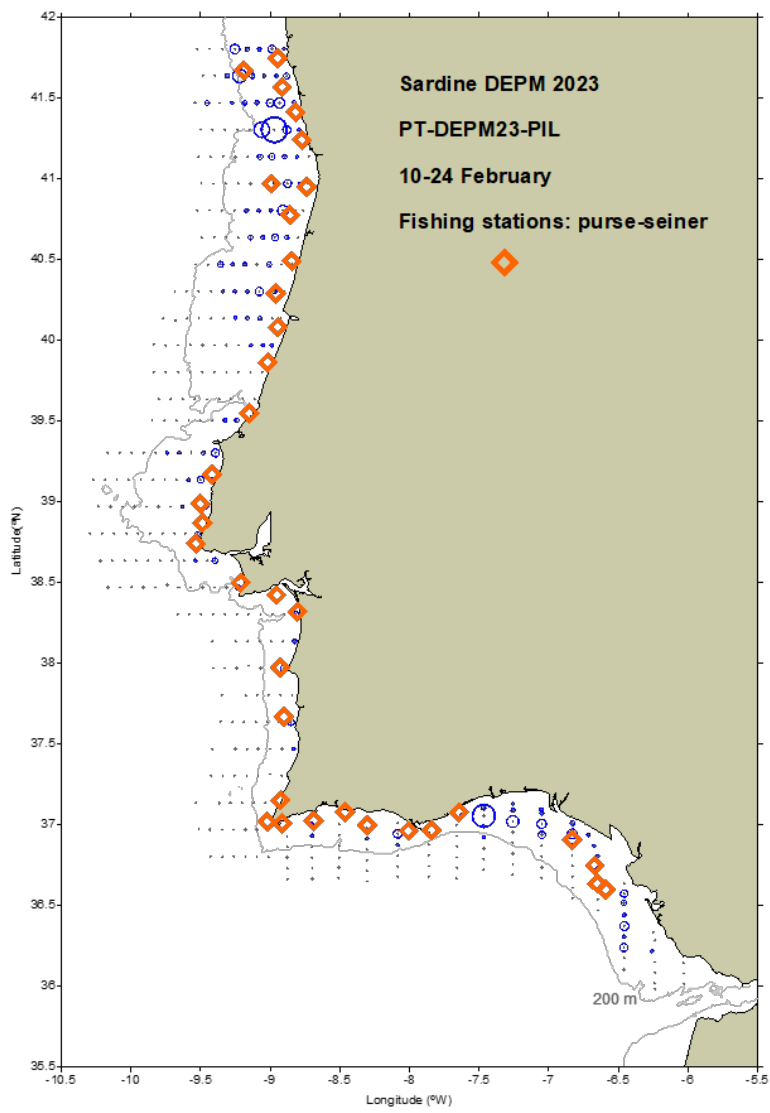 42
41.5
41
40.5
40
39.5
39
38.5
38
37.5
37
36.5
36
35.5
Latitude(ºN)
Sardine DEPM 2023
PT-DEPM23-PIL
10-24 February
Fishing stations: purse-seiner
200 m
-10.5 -10 -9.5 -9 -8.5 -8 -7.5 -7 -6.5 -6 -5.5
Longitude (ºW)